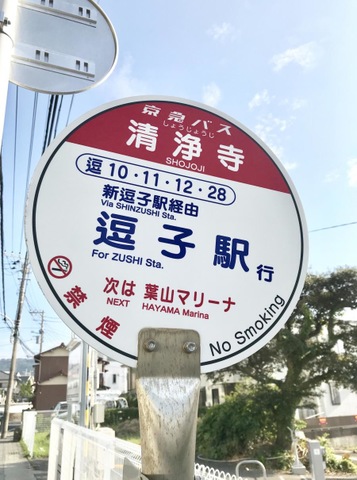 京急バス
しょうじょうじ
清浄寺
SHOJOJI
逗10・11・12・28
新逗子駅経由
Via SHINZUSHI Sta.
逗子駅行
For ZUSHI Sta.
次は 葉山マリーナ
NEXT HAYAMA Marina
禁煙
No Smoking